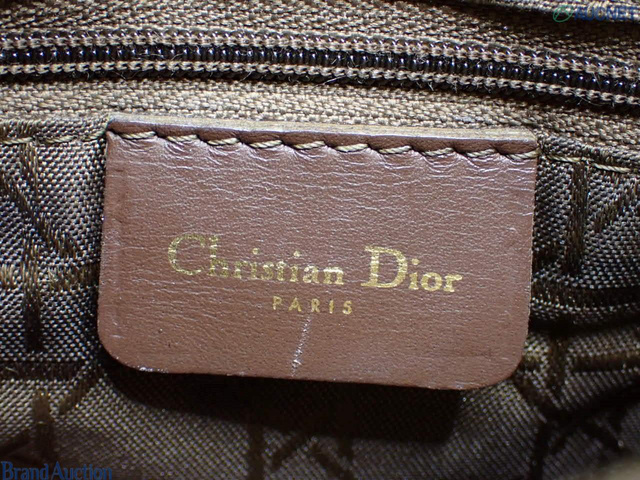 Christian Dior
PARIS
Brand Auction